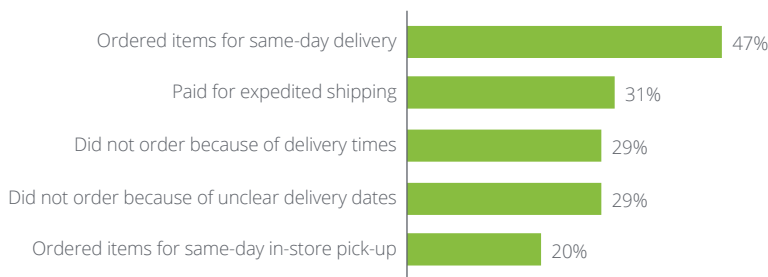 Ordered items for same-day delivery 47%
Paid for expedited shipping 31%
Did not order because of delivery times 29%
Did not order because of unclear delivery dates 29%
Ordered items for same-day in-store pick-up 20%